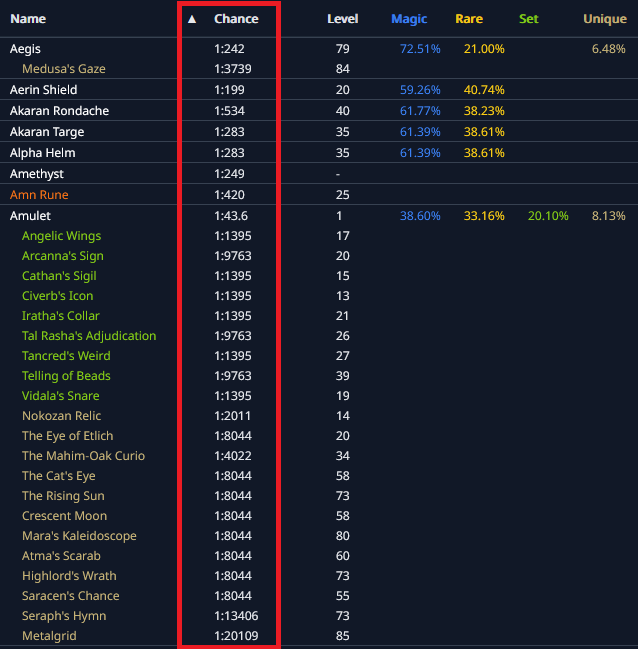 Name ▲ Chance Level Magic Rare Set Unique
Aegis 1:242 79 72.51% 21.00% 6.48%
Medusa's Gaze 1:3739 84
Aerin Shield 1:199 20 59.26% 40.74%
Akaran Rondache 1:534 40 61.77% 38.23%
Akaran Targe 1:283 35 61.39% 38.61%
Alpha Helm 1:283 35 61.39% 38.61%
Amethyst 1:249 -
Amn Rune 1:420 25
Amulet 1:43.6 1 38.60% 33.16% 20.10% 8.13%
Angelic Wings 1:1395 17
Arcanna's Sign 1:9763 20
Cathan's Sigil 1:1395 15
Civerb's Icon 1:1395 13
Iratha's Collar 1:1395 21
Tal Rasha's Adjudication 1:9763 26
Tancred's Weird 1:1395 27
Telling of Beads 1:9763 39
Vidala's Snare 1:1395 19
Nokozan Relic 1:2011 14
The Eye of Etlich 1:8044 20
The Mahim-Oak Curio 1:4022 34
The Cat's Eye 1:8044 58
The Rising Sun 1:8044 73
Crescent Moon 1:8044 58
Mara's Kaleidoscope 1:8044 80
Atma's Scarab 1:8044 60
Highlord's Wrath 1:8044 73
Saracen's Chance 1:8044 55
Seraph's Hymn 1:13406 73
Metalgrid 1:20109 85